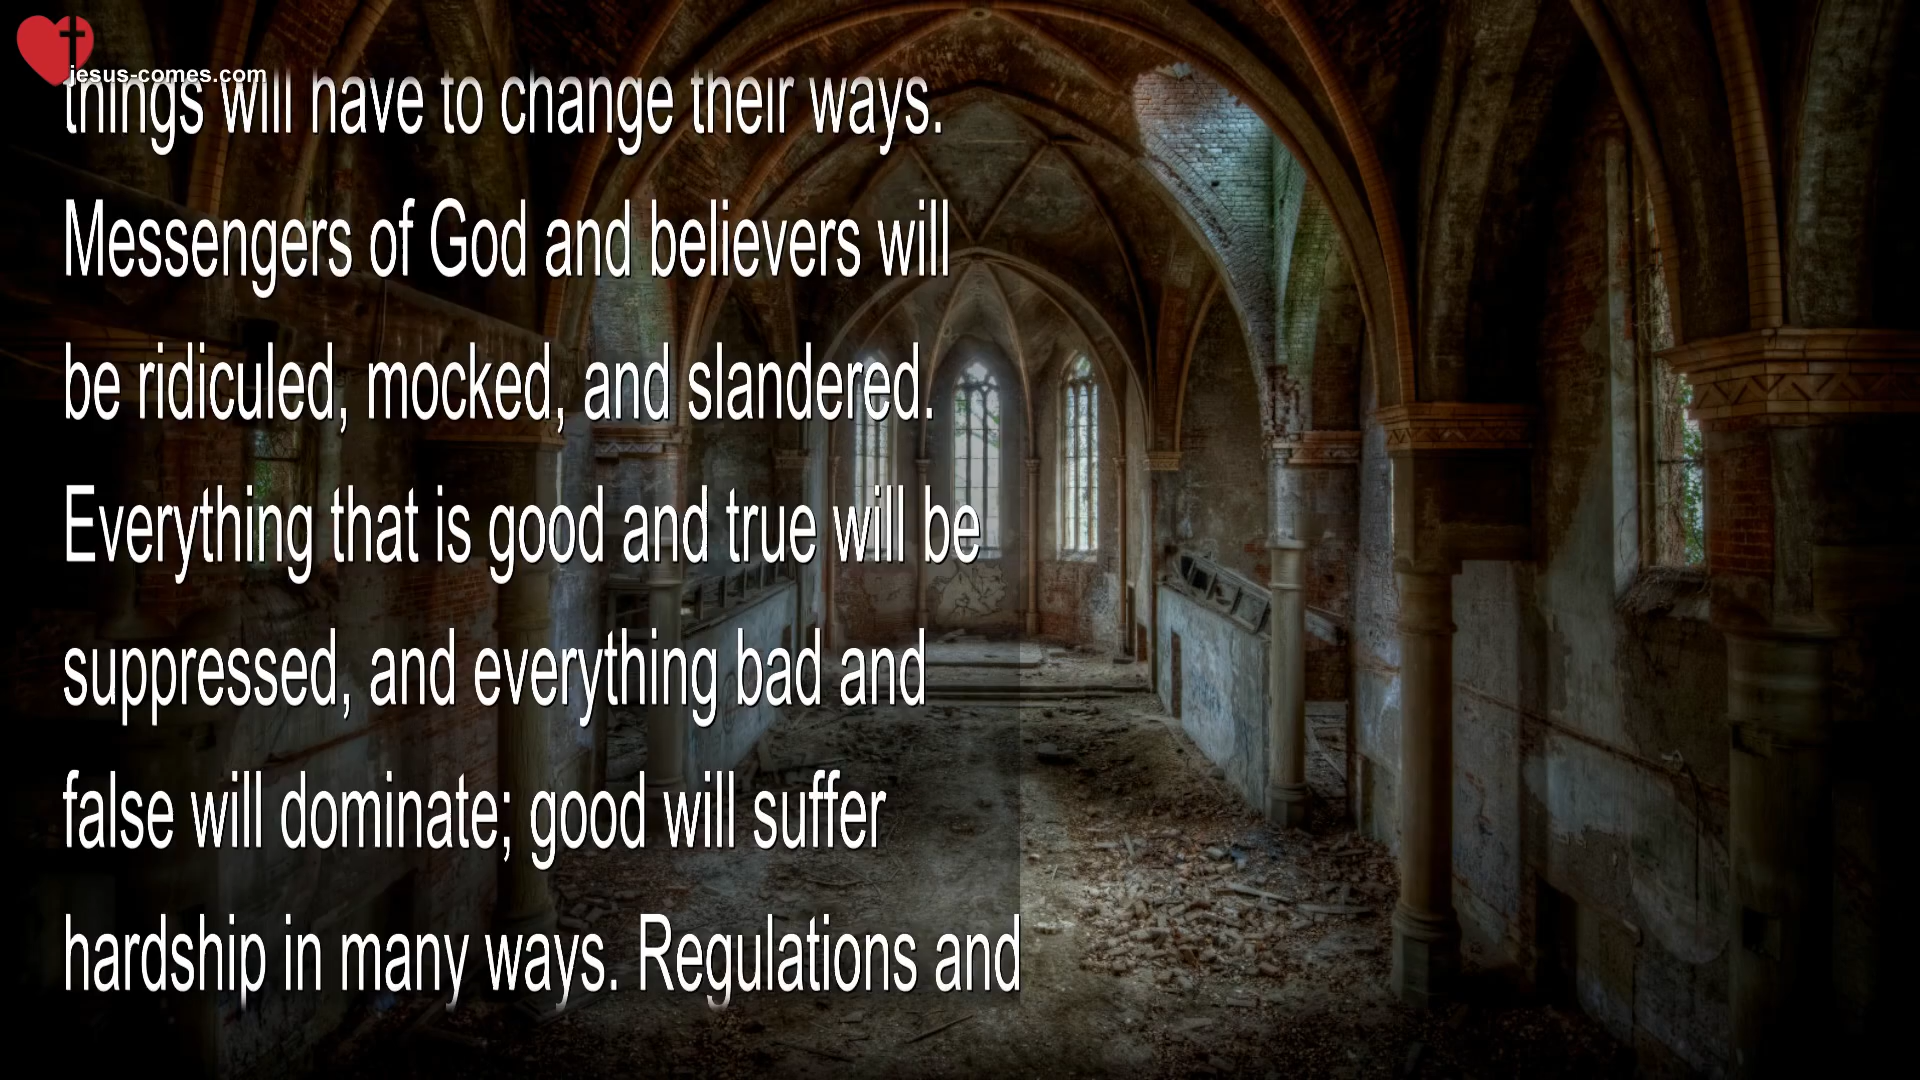 jesus-comes.com
things will have to change their ways.
Messengers of God and believers will
be ridiculed, mocked, and slandered.
Everything that is good and true will be
suppressed, and everything bad and
false will dominate; good will suffer
hardship in many ways. Regulations and